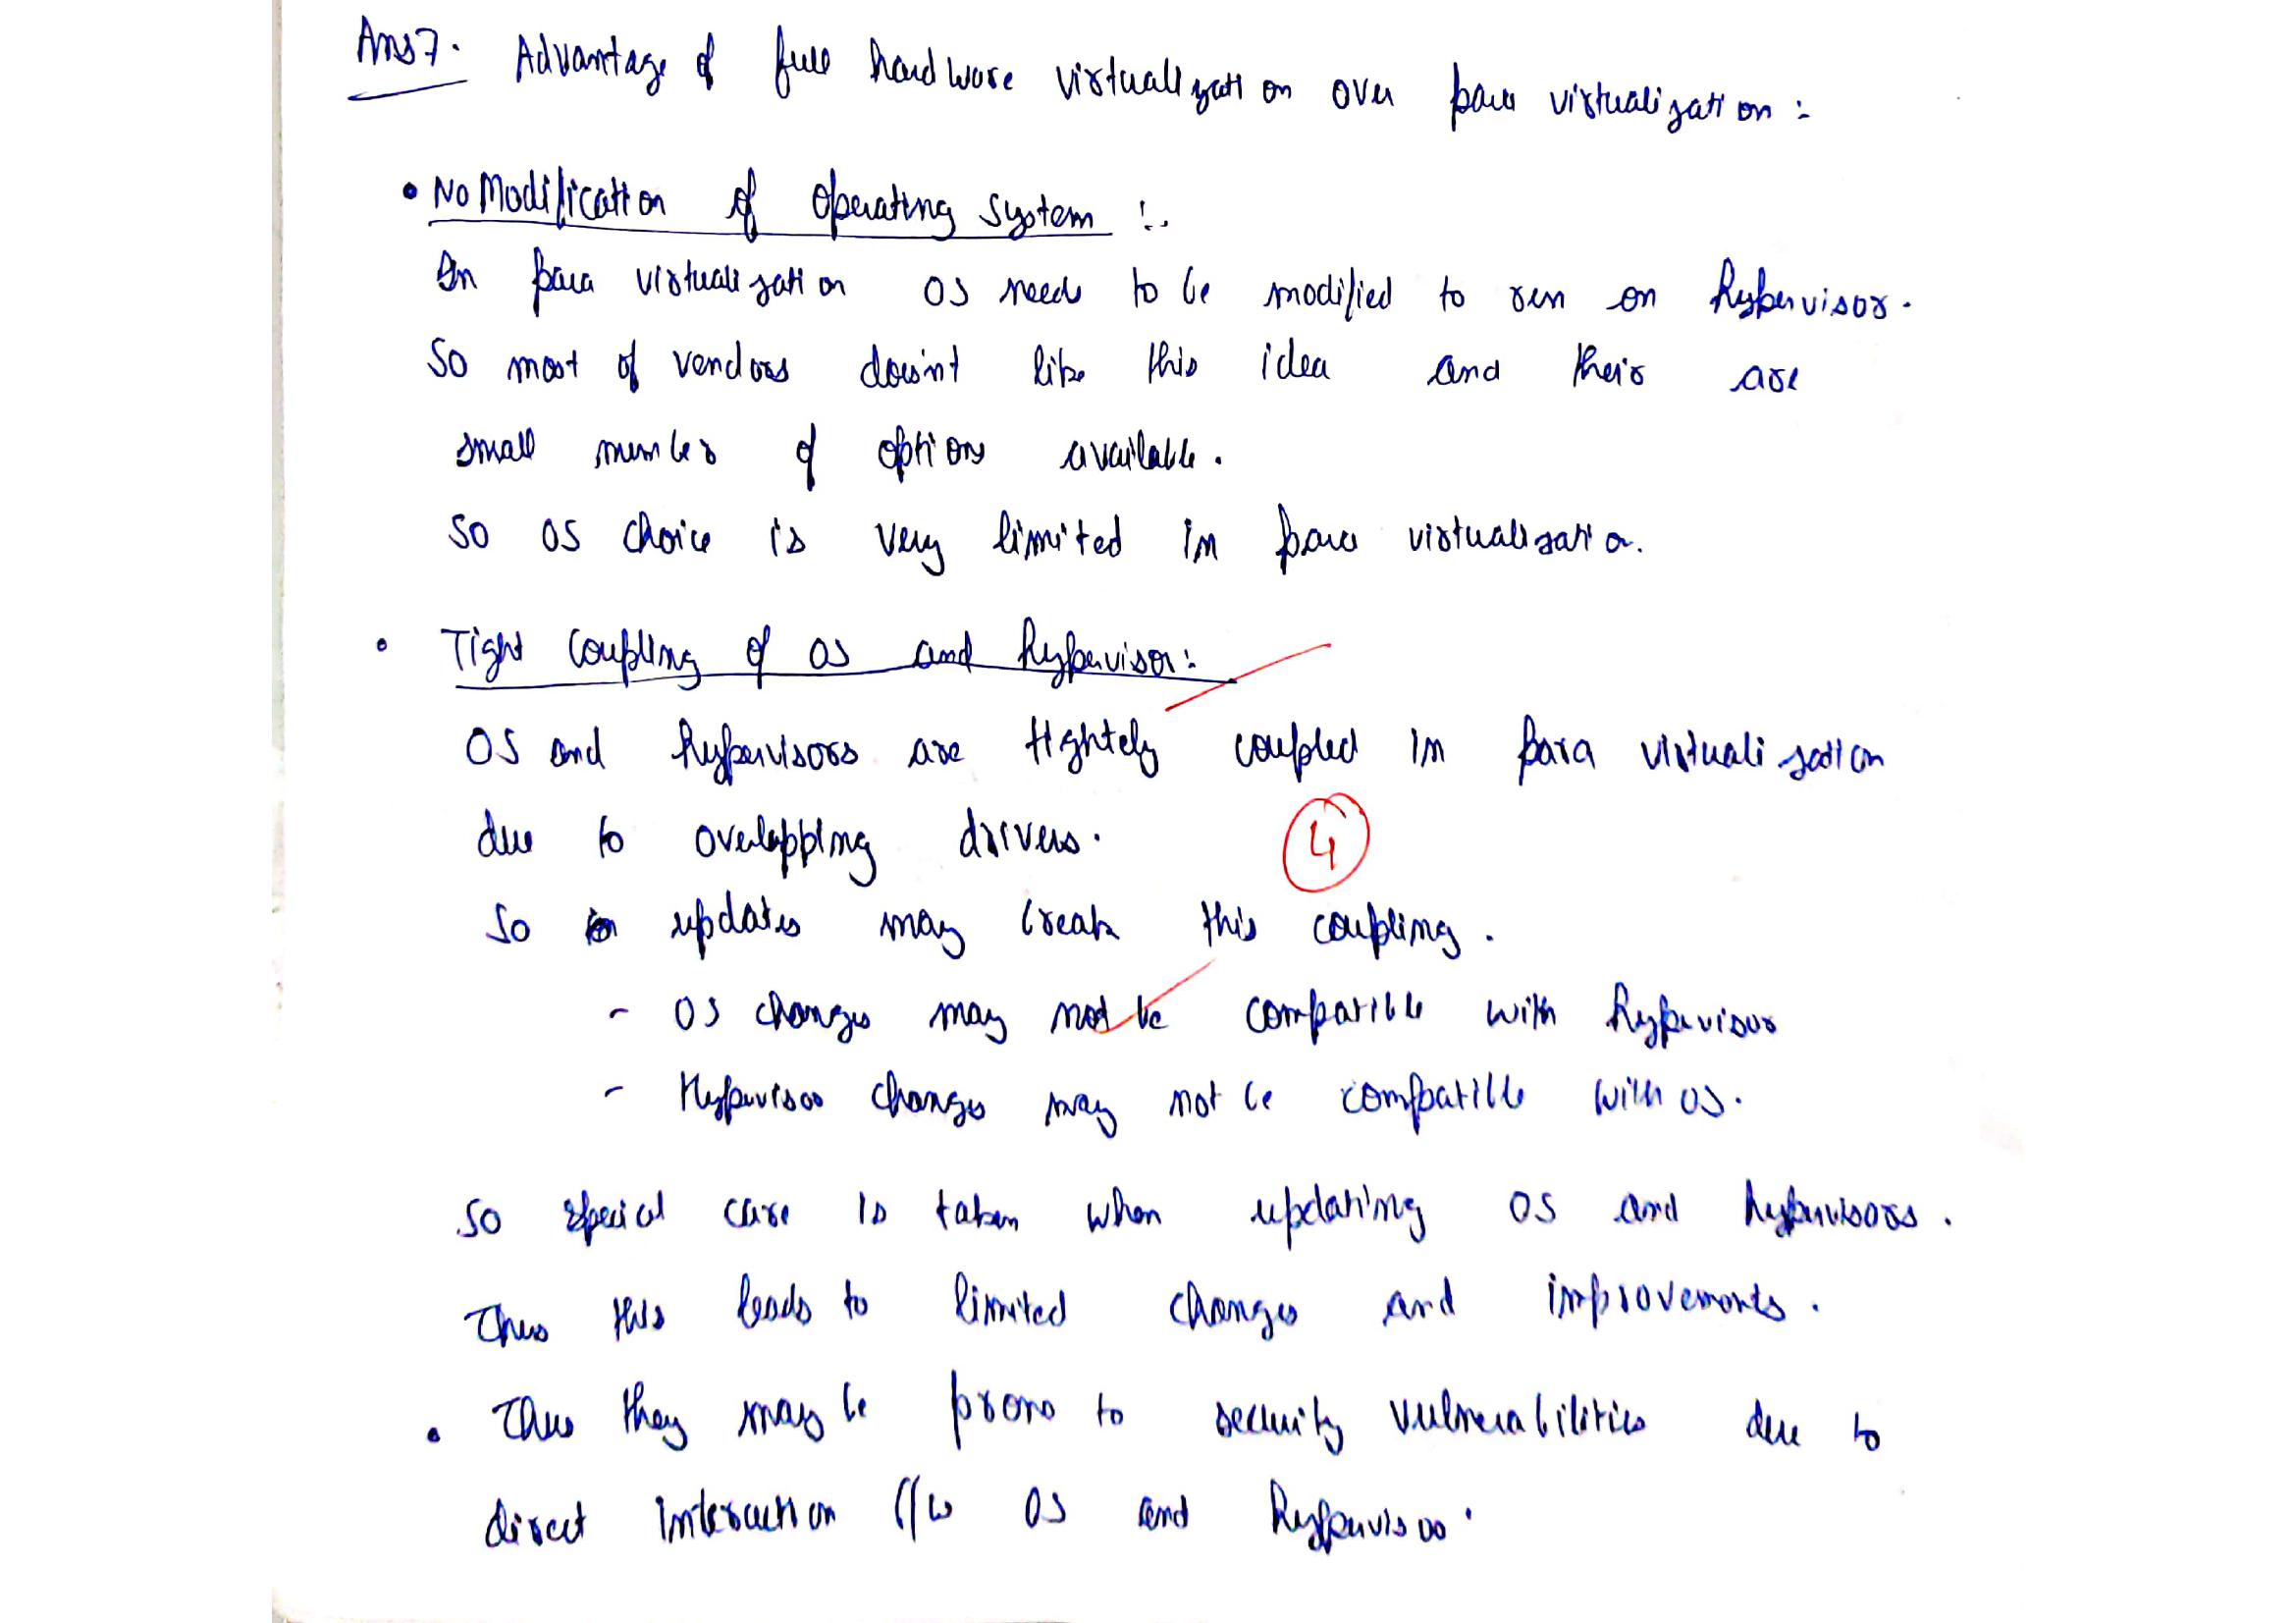 Ans7. Advantage of full hardware virtualization over para virtualization :-
• No Modification of operating system :-
In para virtualization OS needs to be modified to run on hypervisor.
So most of vendors doesn't like this idea and their are
small number of options available.
So OS choice is very limited in para virtualization.
• Tight Coupling of OS and hypervisor:
OS and hypervisors are tightely coupled in para virtualization
due to overlapping drivers.
4
So updates may break this coupling.
- OS changes may not be compatible with hypervisor
- Hypervisor changes may not be compatible with OS.
So special care is taken when updating OS and hypervisors.
Thus this leads to limited changes and improvements.
• Thus they may be prone to security vulnerabilities due to
direct interaction b/w OS and hypervisor.